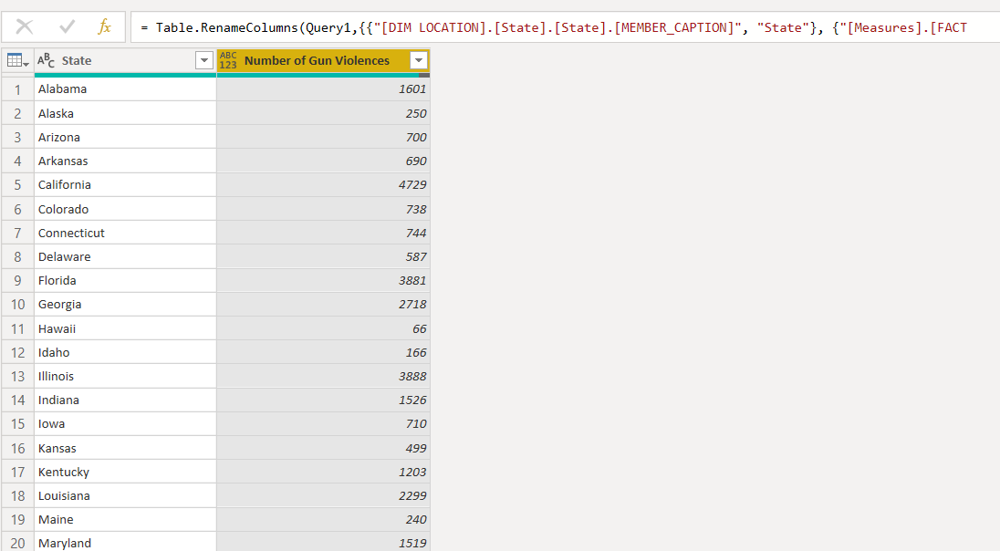 fx = Table.RenameColumns(Query1,{{"[DIM LOCATION].[State].[State].[MEMBER_CAPTION]", "State"}, {"[Measures].[FACT
ABC State ABC 123 Number of Gun Violences
1 Alabama 1601
2 Alaska 250
3 Arizona 700
4 Arkansas 690
5 California 4729
6 Colorado 738
7 Connecticut 744
8 Delaware 587
9 Florida 3881
10 Georgia 2718
11 Hawaii 66
12 Idaho 166
13 Illinois 3888
14 Indiana 1526
15 Iowa 710
16 Kansas 499
17 Kentucky 1203
18 Louisiana 2299
19 Maine 240
20 Maryland 1519